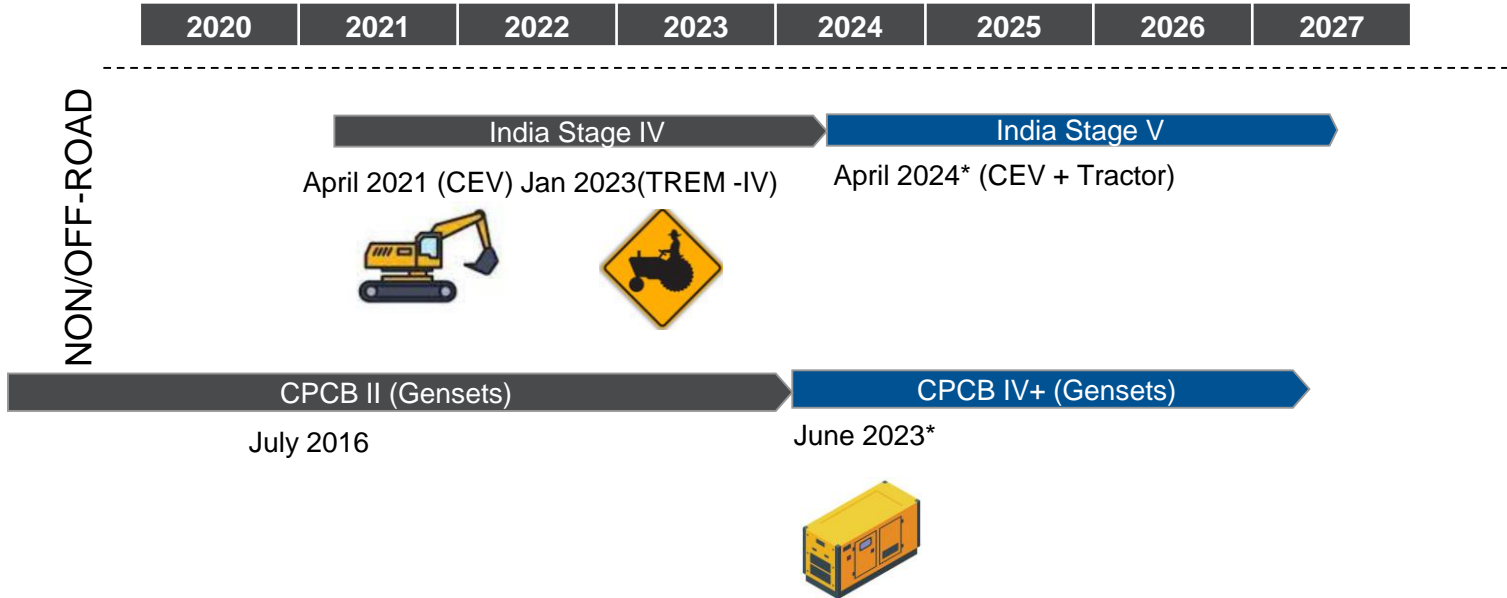 2020 2021 2022 2023 2024 2025 2026 2027
NON/OFF-ROAD
India Stage IV India Stage V
April 2021 (CEV) Jan 2023(TREM -IV) April 2024* (CEV + Tractor)
CPCB II (Gensets) CPCB IV+ (Gensets)
July 2016 June 2023*